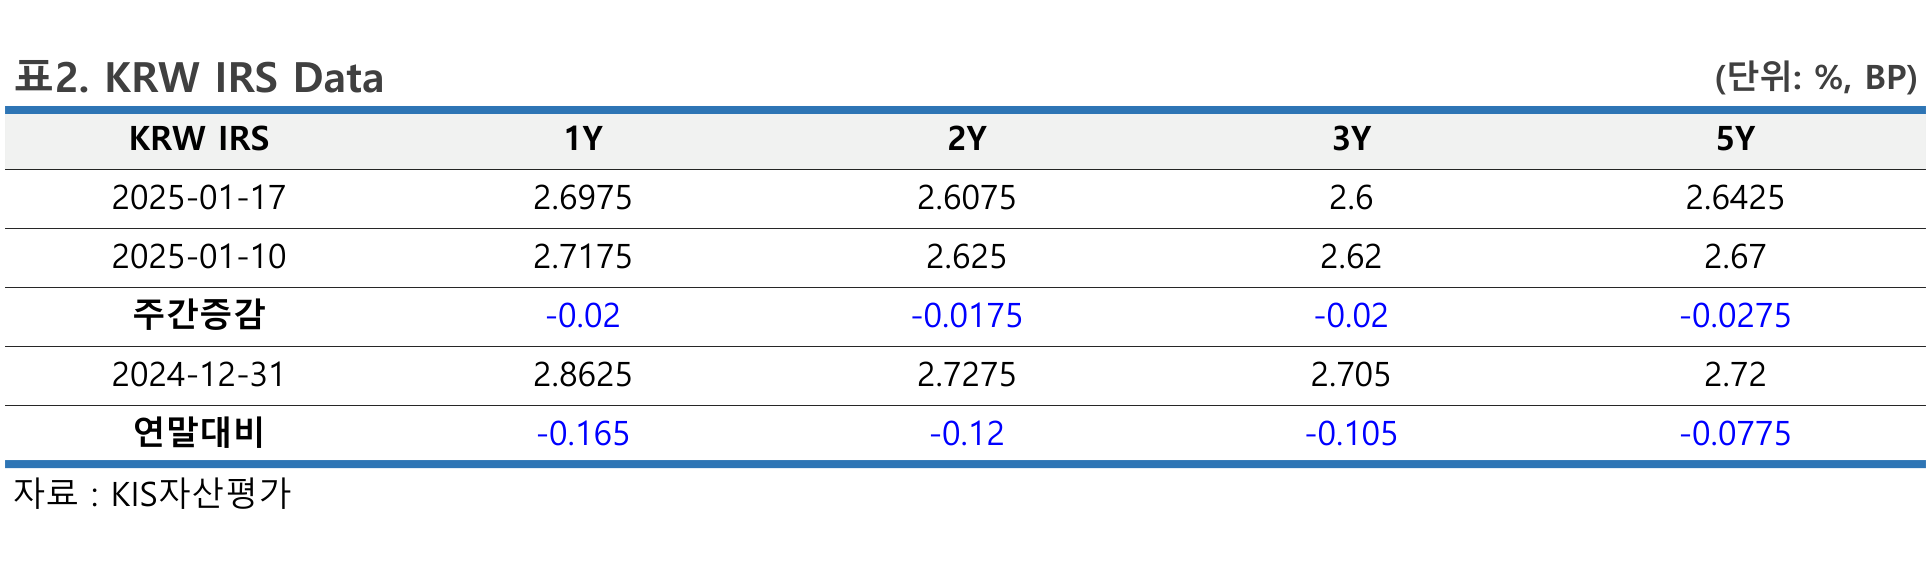 표2. KRW IRS Data (단위: %, BP)
KRW IRS 1Y 2Y 3Y 5Y
2025-01-17 2.6975 2.6075 2.6 2.6425
2025-01-10 2.7175 2.625 2.62 2.67
주간증감 -0.02 -0.0175 -0.02 -0.0275
2024-12-31 2.8625 2.7275 2.705 2.72
연말대비 -0.165 -0.12 -0.105 -0.0775
자료 : KIS자산평가